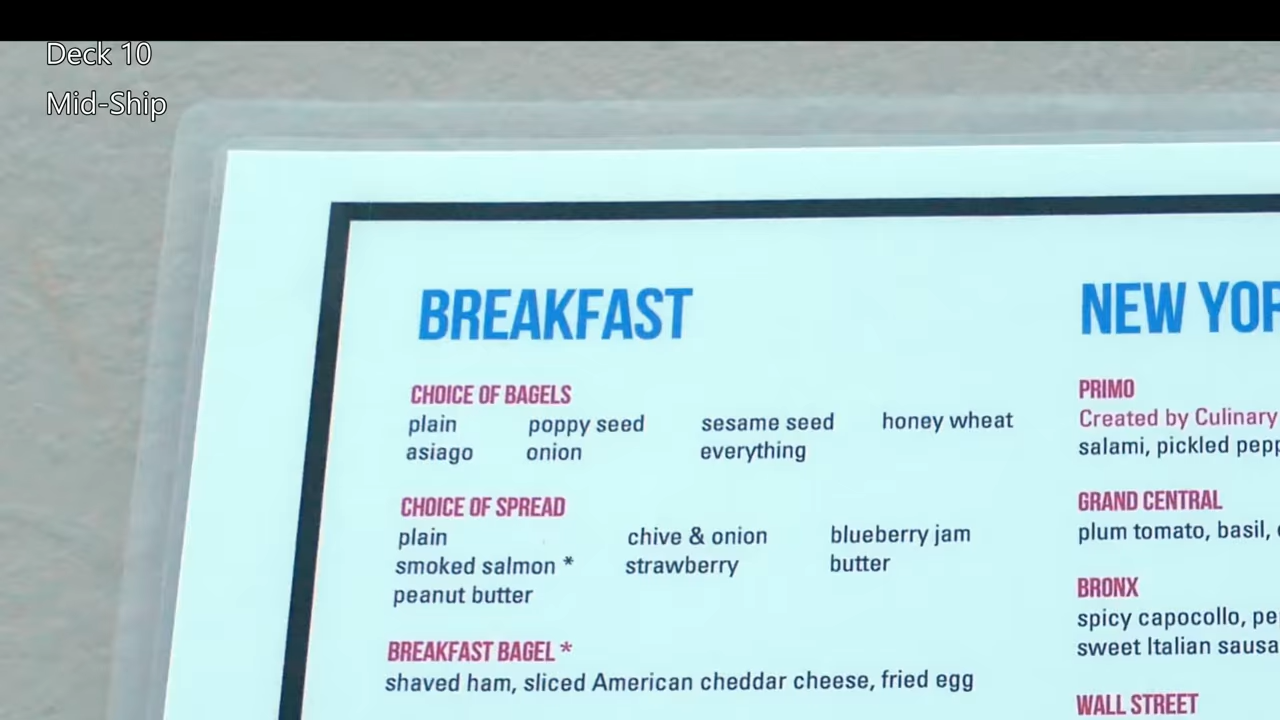 Deck 10
Mid-Ship
BREAKFAST
CHOICE OF BAGELS
plain poppy seed sesame seed honey wheat
asiago onion everything
CHOICE OF SPREAD
plain chive & onion blueberry jam
smoked salmon * strawberry butter
peanut butter
BREAKFAST BAGEL *
shaved ham, sliced American cheddar cheese, fried egg
NEW YOR
PRIMO
Created by Culinary
salami, pickled pepp
GRAND CENTRAL
plum tomato, basil,
BRONX
spicy capocollo, pe
sweet Italian sausa
WALL STREET